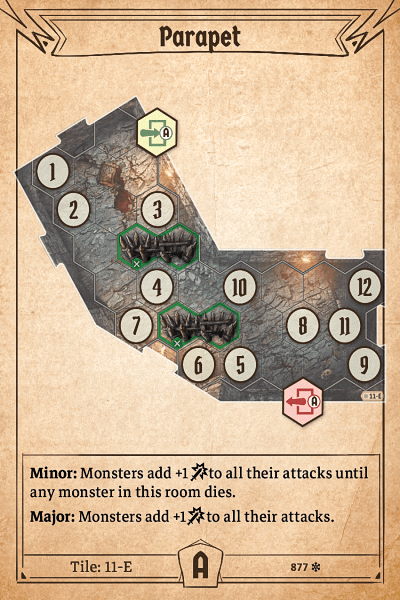 Parapet
A
1
2
3
4
10
12
7
8
11
6
5
9
11-E
A
Minor: Monsters add +1 to all their attacks until
any monster in this room dies.
Major: Monsters add +1 to all their attacks.
Tile: 11-E
A
877